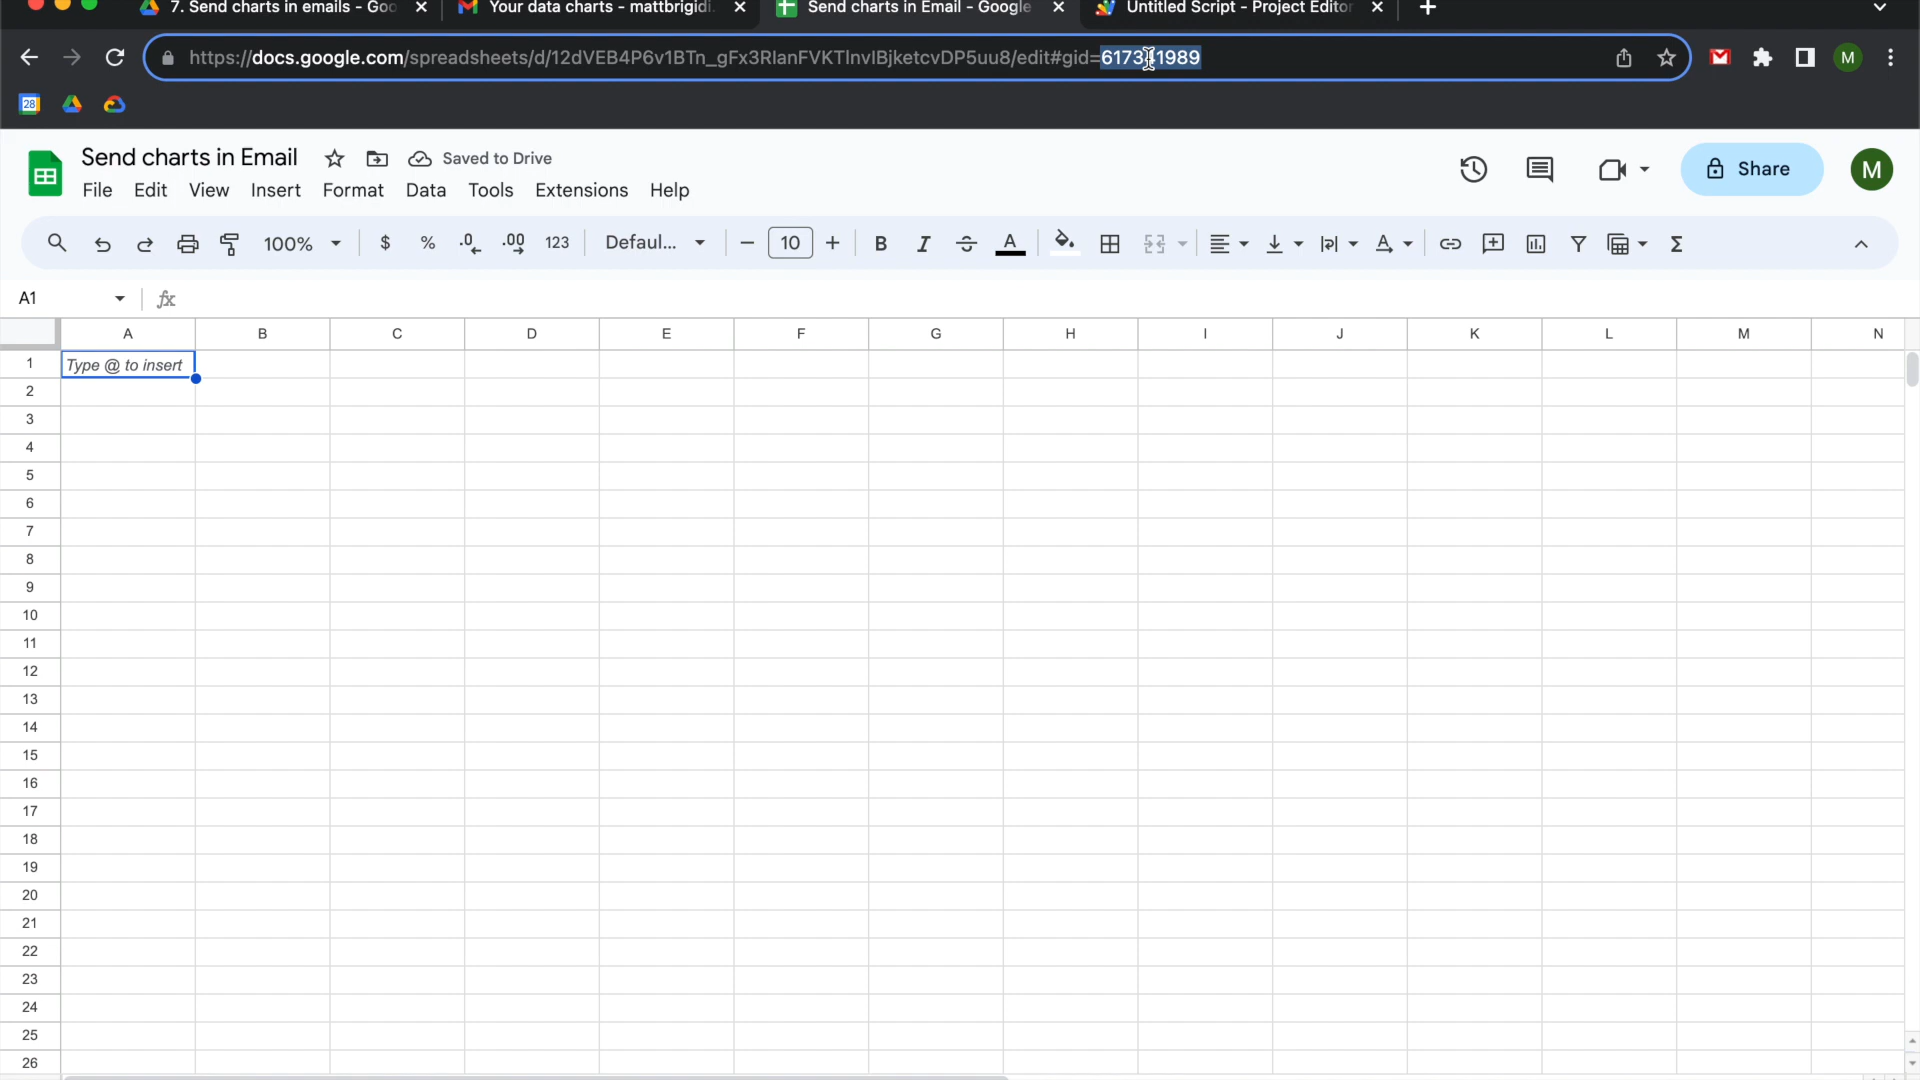 7. Send charts in emails - Goo
Your data charts - mattbrigidi.
Send charts in Email - Google
Untitled Script - Project Editor
https://docs.google.com/spreadsheets/d/12dVEB4P6v1BTn_gFx3RlanFVKTlnvIBjketcvDP5uu8/edit#gid=617341989
M
28
Send charts in Email
Saved to Drive
File Edit View Insert Format Data Tools Extensions Help
Share
M
100% $ % .0 .00 123 Defaul... 10 B I S A
A1 fx
A B C D E F G H I J K L M N
1 Type @ to insert
2
3
4
5
6
7
8
9
10
11
12
13
14
15
16
17
18
19
20
21
22
23
24
25
26